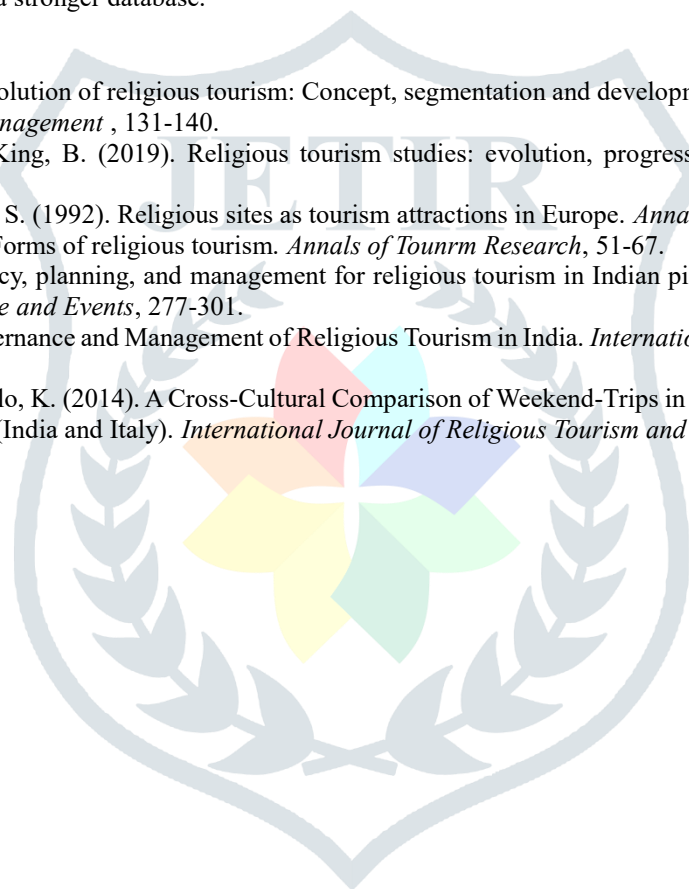 stronger database.
olution of religious tourism: Concept, segmentation and developm
nagement , 131-140.
King, B. (2019). Religious tourism studies: evolution, progress
JETIR
S. (1992). Religious sites as tourism attractions in Europe. Anna
Forms of religious tourism. Annals of Tounrm Research, 51-67.
cy, planning, and management for religious tourism in Indian pi
e and Events, 277-301.
ernance and Management of Religious Tourism in India. Internatio
lo, K. (2014). A Cross-Cultural Comparison of Weekend-Trips in
(India and Italy). International Journal of Religious Tourism and